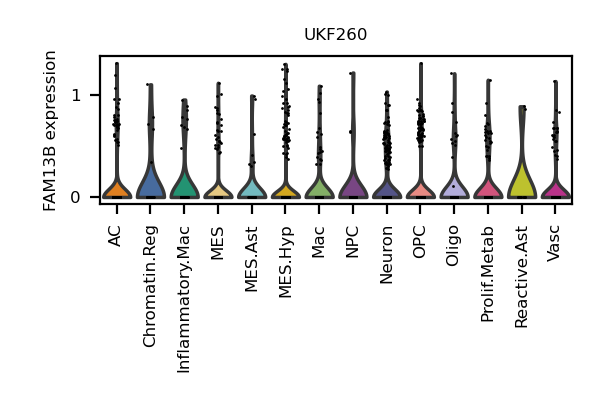 UKF260
FAM13B expression
1
0
AC
Chromatin.Reg
Inflammatory.Mac
MES
MES.Ast
MES.Hyp
Mac
NPC
Neuron
OPC
Oligo
Prolif.Metab
Reactive.Ast
Vasc